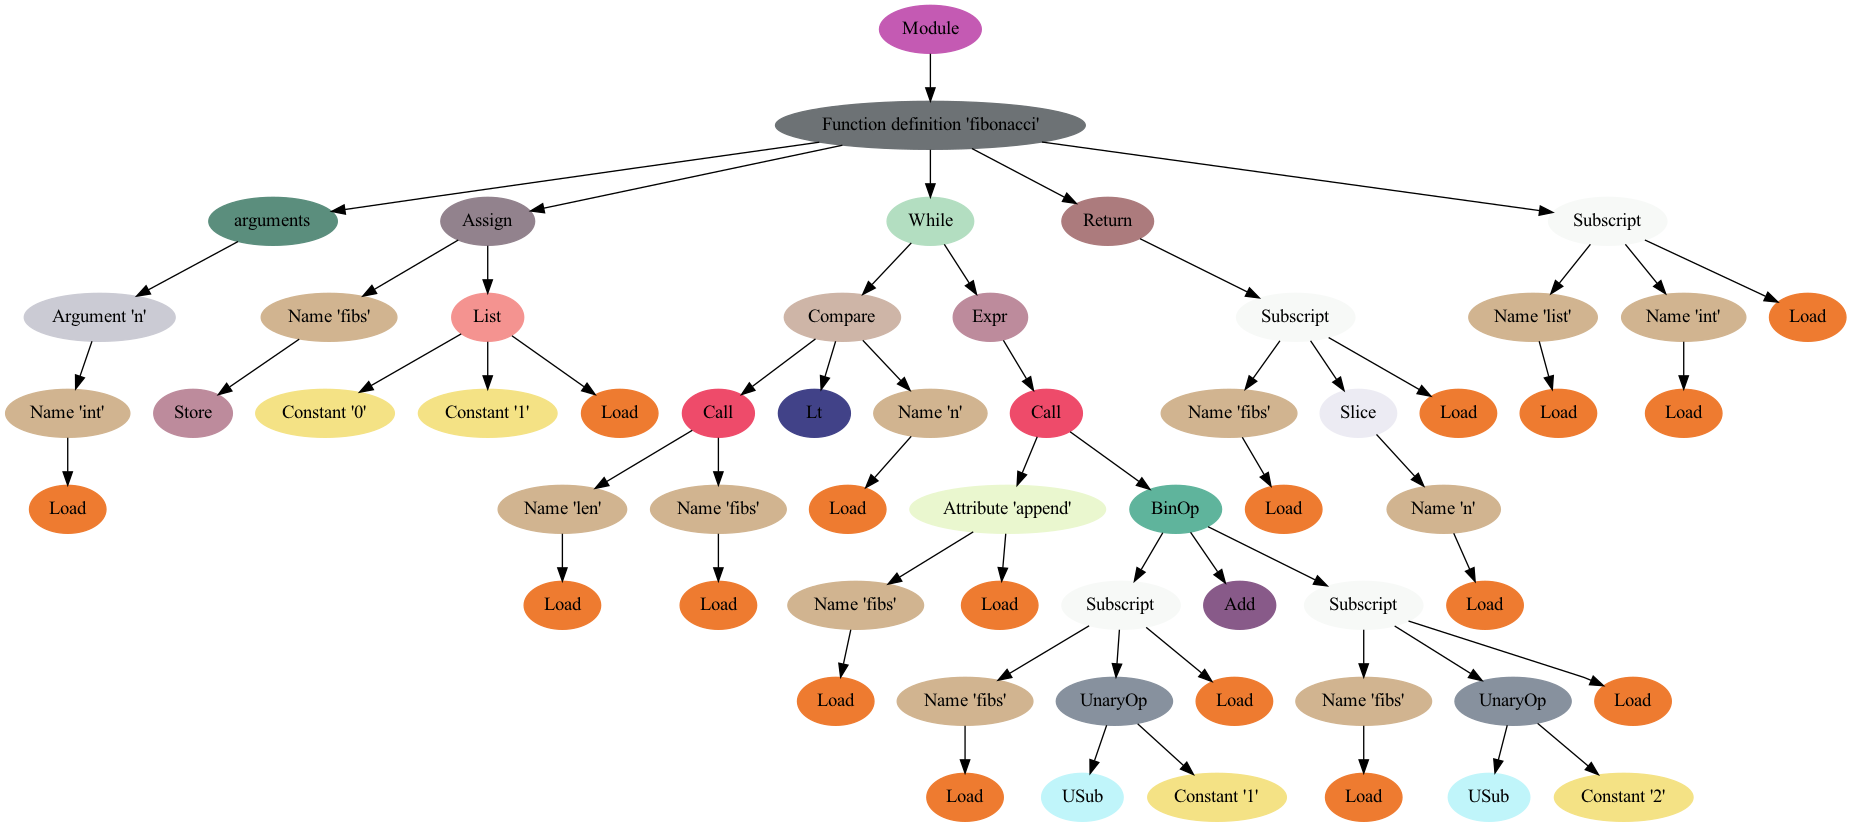 Module
Function definition 'fibonacci'
arguments
Assign
While
Return
Subscript
Argument 'n'
Name 'fibs'
List
Compare
Expr
Subscript
Name 'list'
Name 'int'
Load
Name 'int'
Store
Constant '0'
Constant '1'
Load
Call
Lt
Name 'n'
Call
Name 'fibs'
Slice
Load
Load
Load
Load
Name 'len'
Name 'fibs'
Load
Attribute 'append'
BinOp
Load
Name 'n'
Load
Load
Name 'fibs'
Load
Subscript
Add
Subscript
Load
Load
Name 'fibs'
UnaryOp
Load
Name 'fibs'
UnaryOp
Load
Load
USub
Constant '1'
Load
USub
Constant '2'